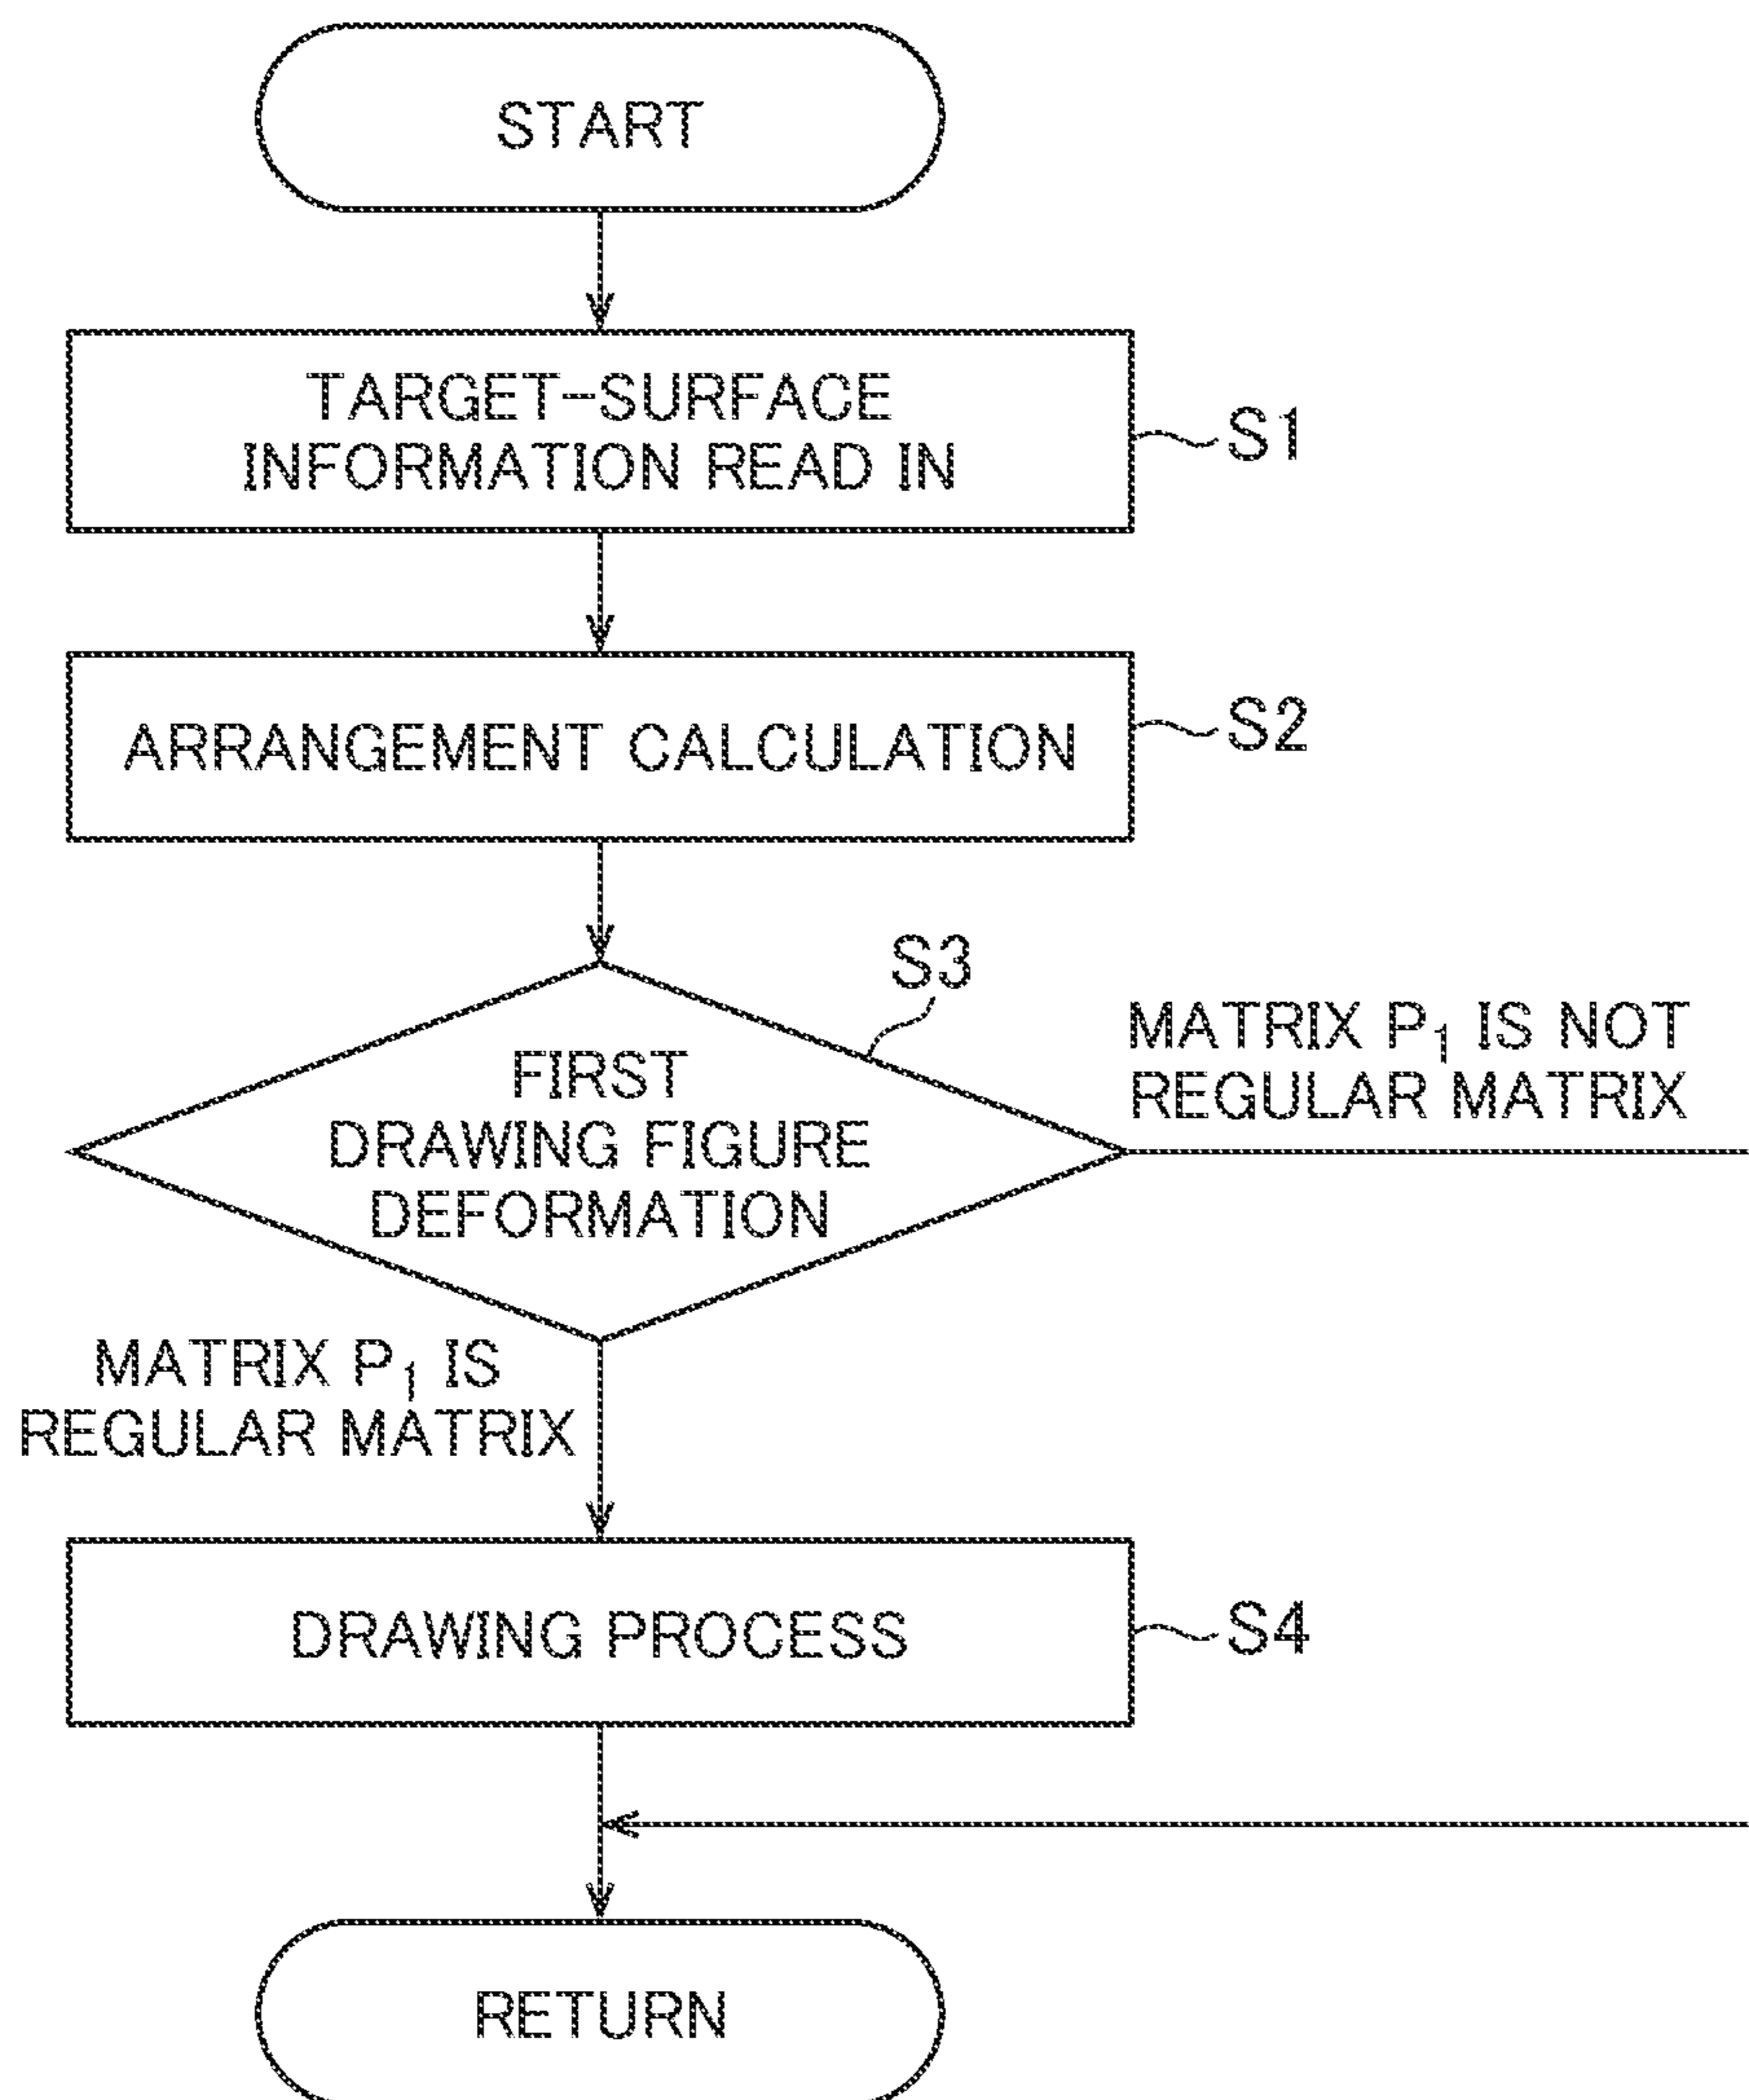 START
TARGET-SURFACE
INFORMATION READ IN
S1
ARRANGEMENT CALCULATION
S2
S3
FIRST
DRAWING FIGURE
DEFORMATION
MATRIX P₁ IS NOT
REGULAR MATRIX
MATRIX P₁ IS
REGULAR MATRIX
DRAWING PROCESS
S4
RETURN